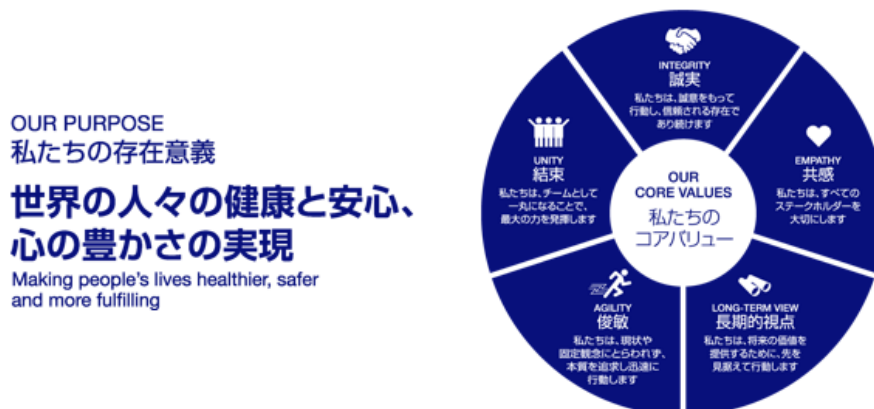 OUR PURPOSE
私たちの存在意義
世界の人々の健康と安心、
心の豊かさの実現
Making people's lives healthier, safer
and more fulfilling
OUR
CORE VALUES
私たちの
コアバリュー
INTEGRITY
誠実
私たちは、誠意をもって
行動し、信頼される存在で
あり続けます
EMPATHY
共感
私たちは、すべての
ステークホルダーを
大切にします
LONG-TERM VIEW
長期的視点
私たちは、将来の価値を
提供するために、先を
見据えて行動します
AGILITY
俊敏
私たちは、現状や
固定観念にとらわれず、
本質を追求し迅速に
行動します
UNITY
結束
私たちは、チームとして
一丸になることで、
最大の力を発揮します